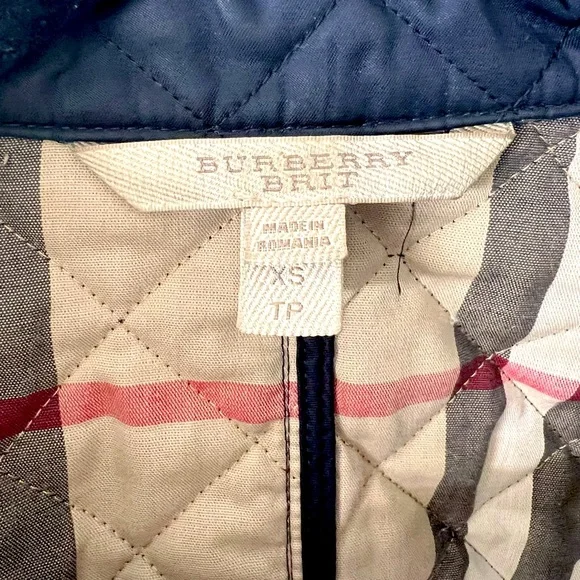 BURBERRY
BRIT
MADE IN
ROMANIA
XS
TP